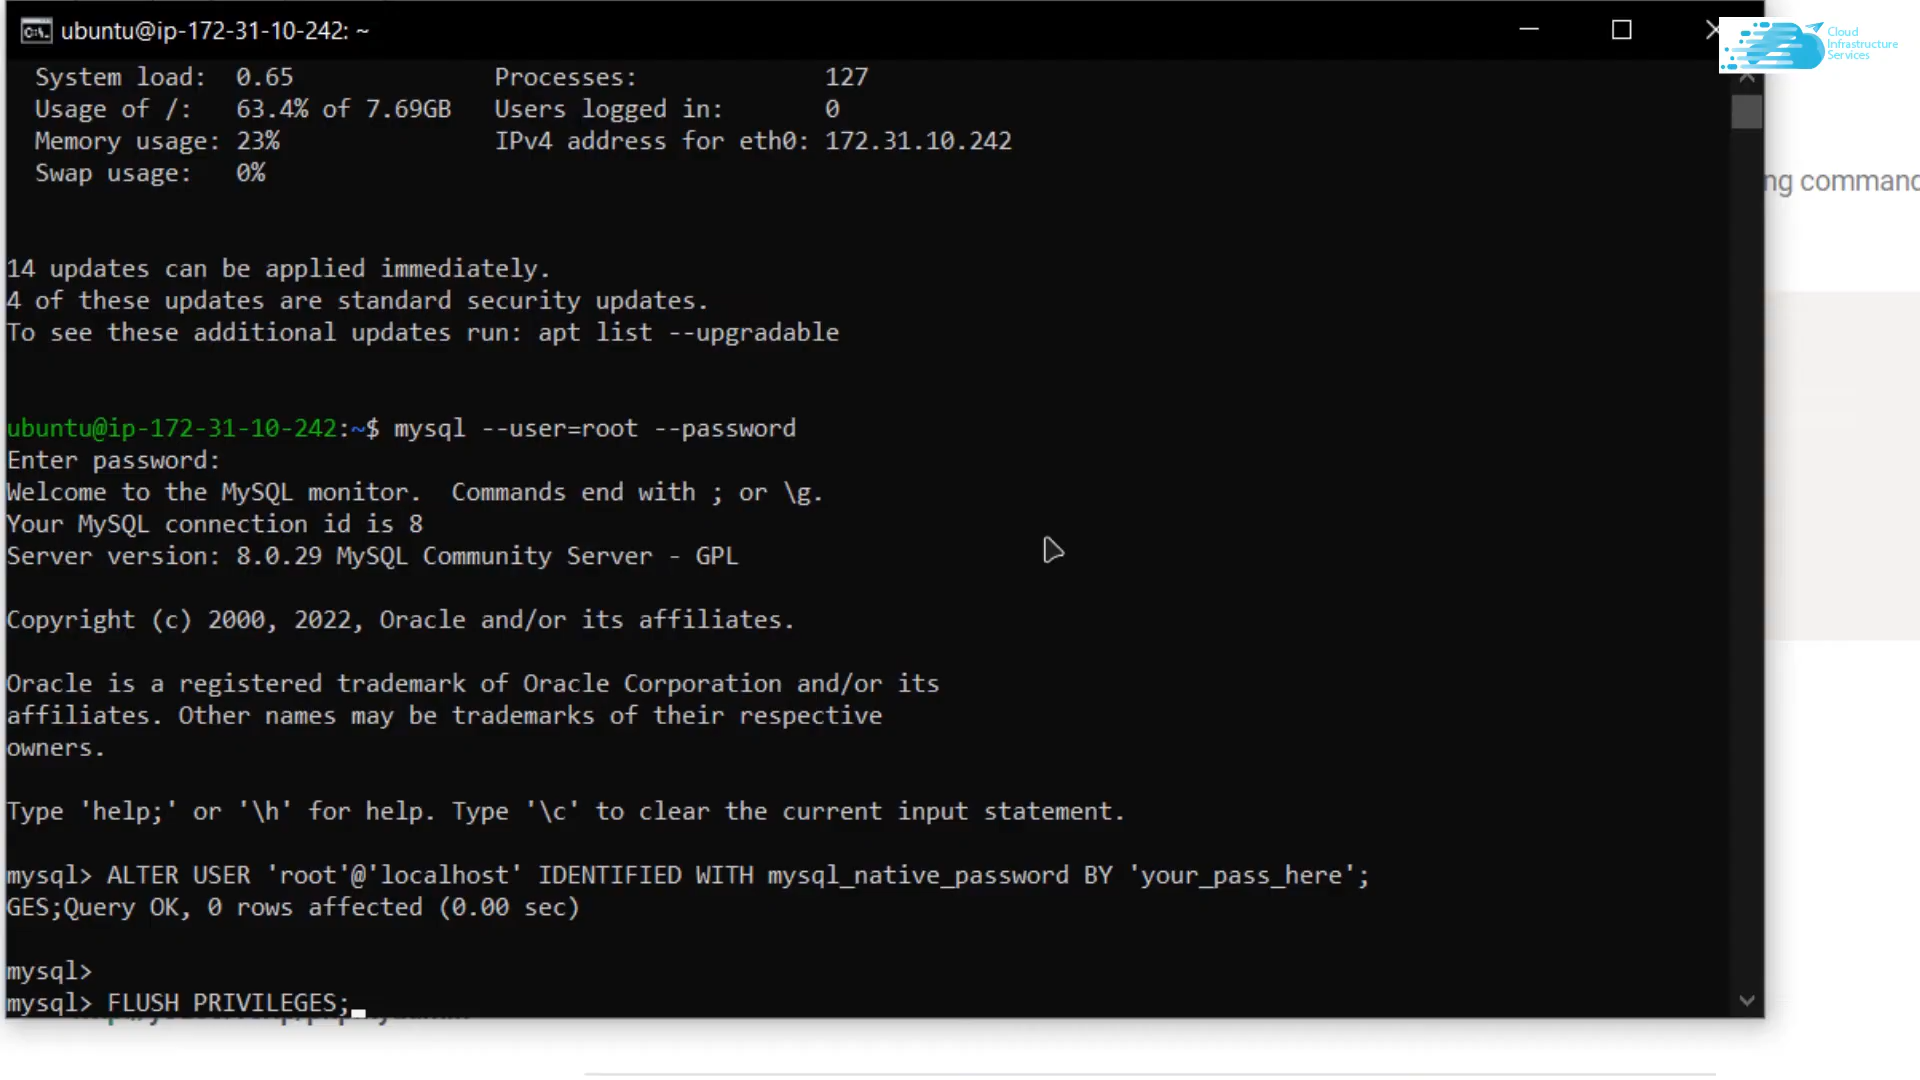 ubuntu@ip-172-31-10-242: ~
Cloud
Infrastructure
Services
System load:  0.65                Processes:             127
Usage of /:   63.4% of 7.69GB   Users logged in:       0
Memory usage: 23%               IPv4 address for eth0: 172.31.10.242
Swap usage:   0%
ng command
14 updates can be applied immediately.
4 of these updates are standard security updates.
To see these additional updates run: apt list --upgradable
ubuntu@ip-172-31-10-242:~$ mysql --user=root --password
Enter password:
Welcome to the MySQL monitor.  Commands end with ; or \g.
Your MySQL connection id is 8
Server version: 8.0.29 MySQL Community Server - GPL
Copyright (c) 2000, 2022, Oracle and/or its affiliates.
Oracle is a registered trademark of Oracle Corporation and/or its
affiliates. Other names may be trademarks of their respective
owners.
Type 'help;' or '\h' for help. Type '\c' to clear the current input statement.
mysql> ALTER USER 'root'@'localhost' IDENTIFIED WITH mysql_native_password BY 'your_pass_here';
GES;Query OK, 0 rows affected (0.00 sec)
mysql>
mysql> FLUSH PRIVILEGES;